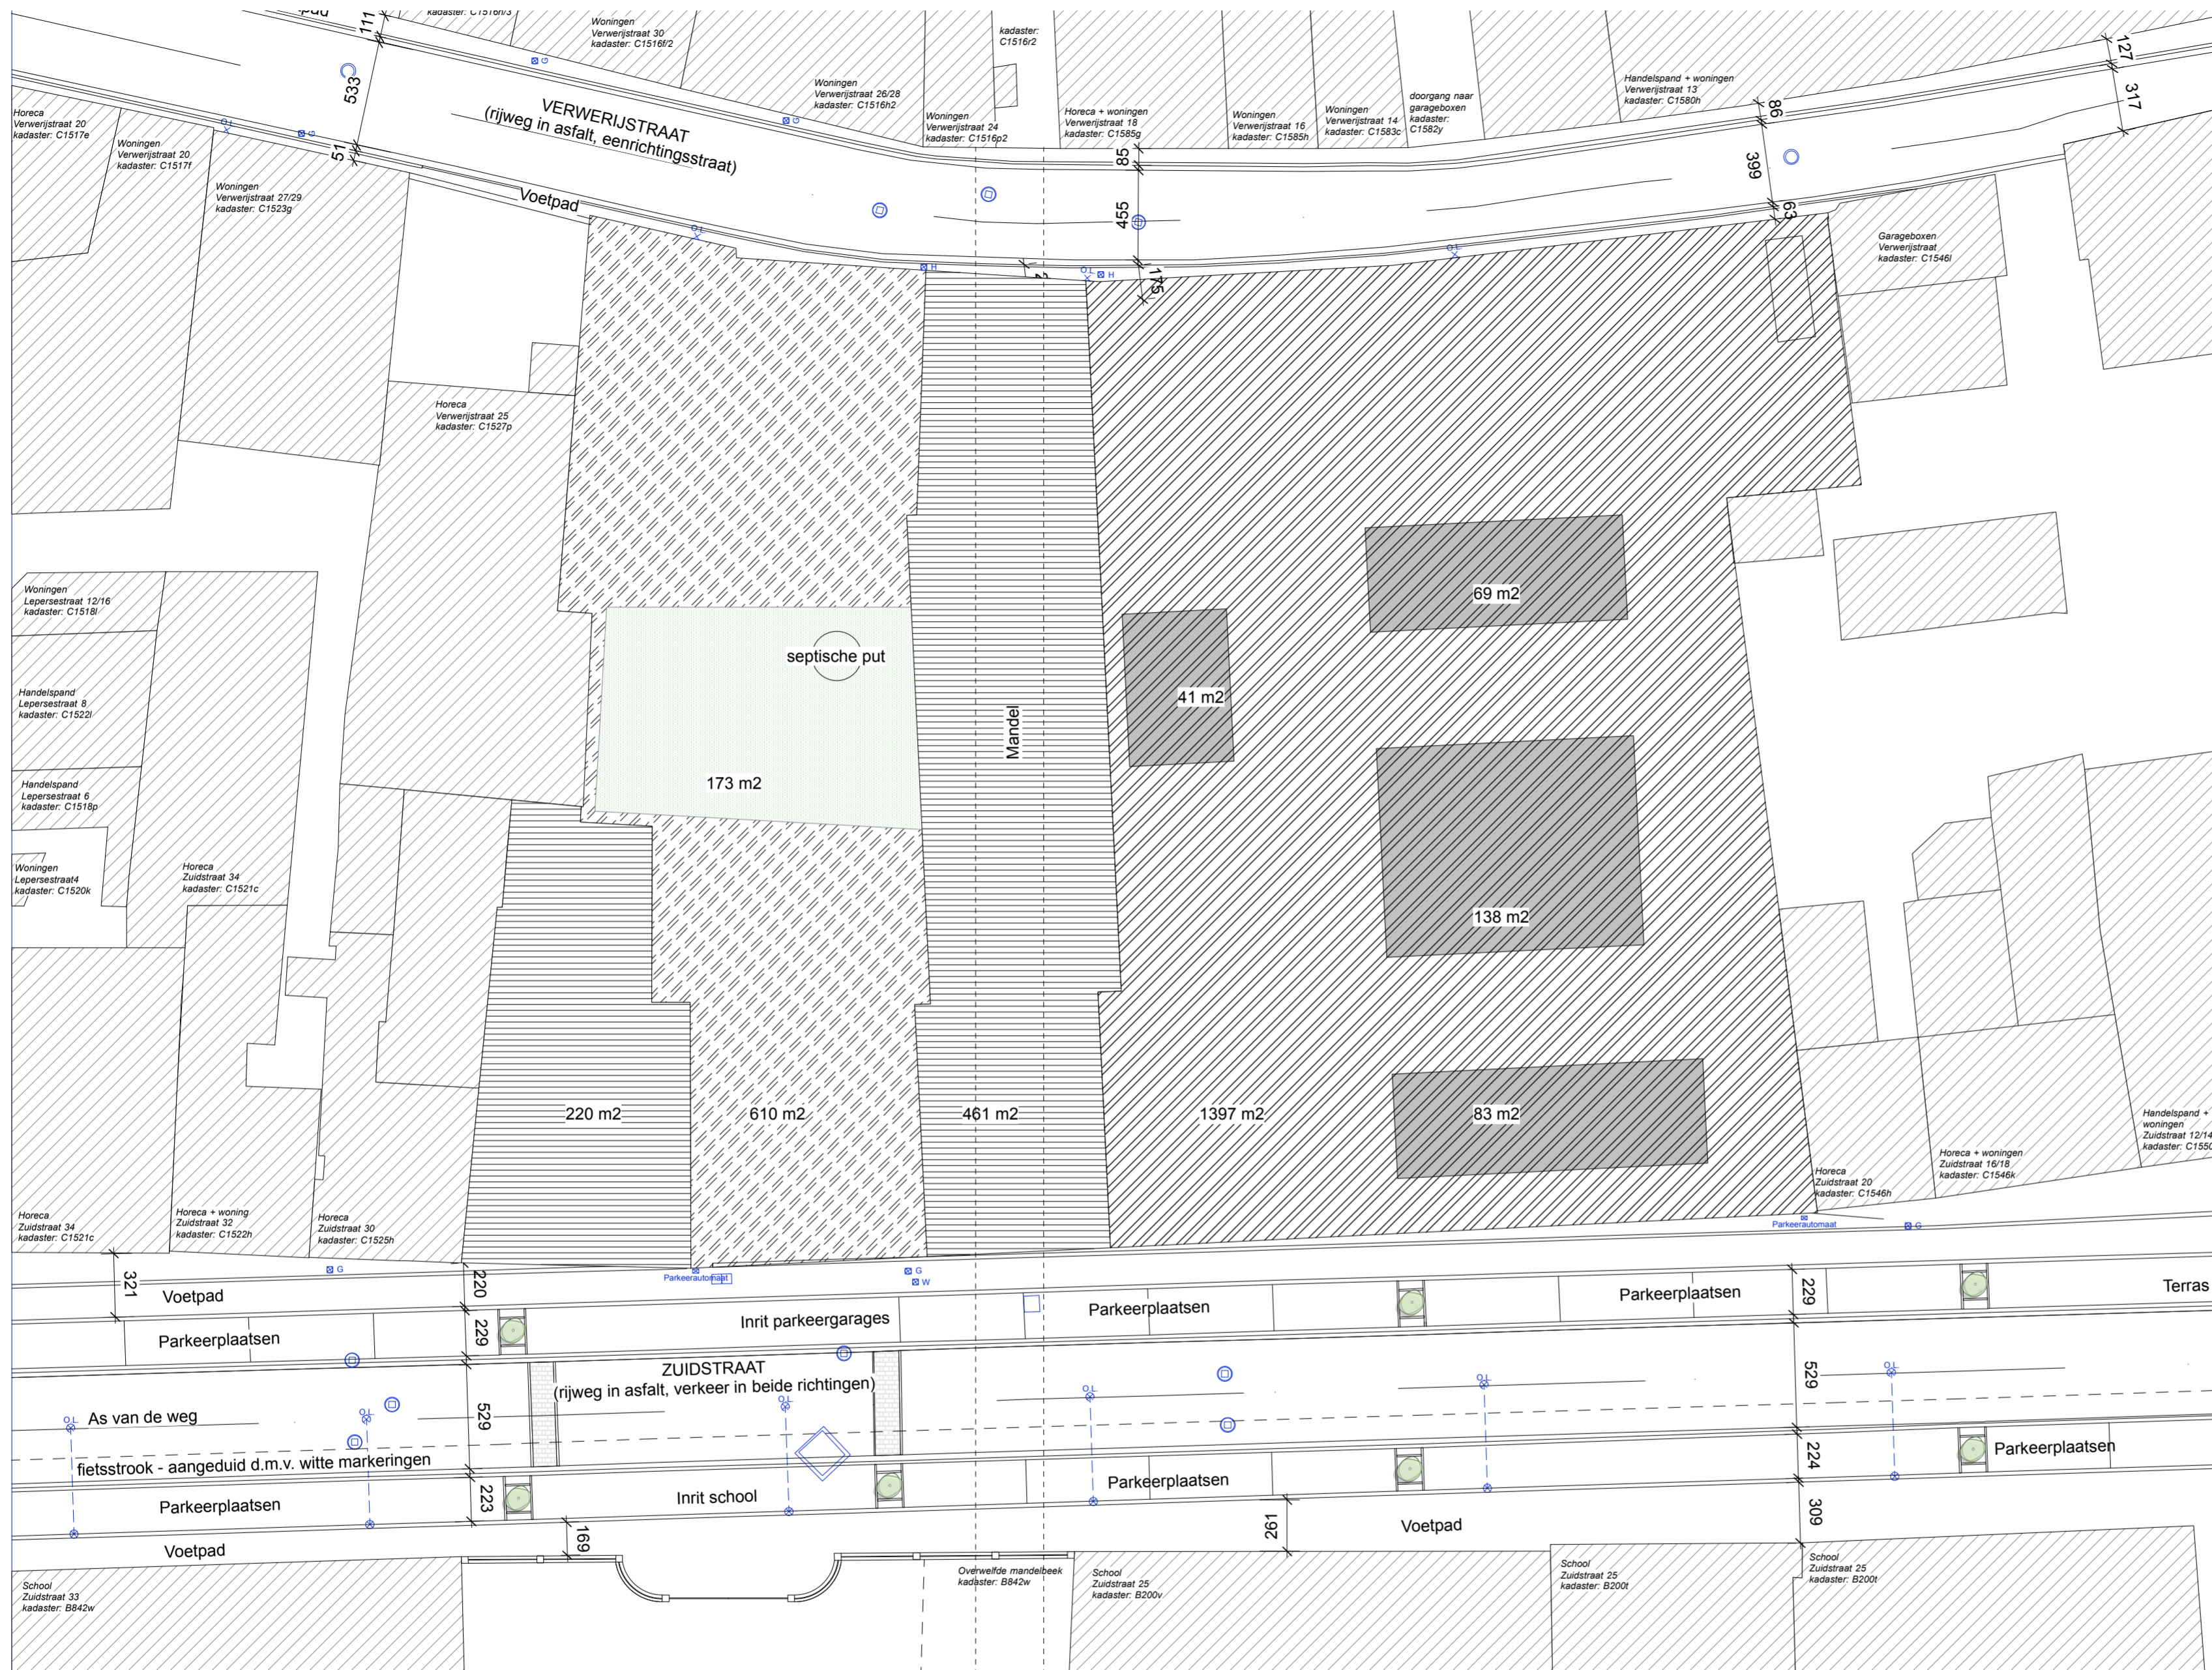 kadaster: C1516n/3
Woningen
Verwerijstraat 30
kadaster: C1516f/2
kadaster:
C1516r2
111
533
51
127
317
86
399
63
85
455
175
G
G
G
H
H
O.L
O.L
O.L
O.L
VERWERIJSTRAAT
(rijweg in asfalt, eenrichtingsstraat)
Voetpad
Woningen
Verwerijstraat 26/28
kadaster: C1516h2
Woningen
Verwerijstraat 24
kadaster: C1516p2
Horeca + woningen
Verwerijstraat 18
kadaster: C1585g
Woningen
Verwerijstraat 16
kadaster: C1585h
Woningen
Verwerijstraat 14
kadaster: C1583c
doorgang naar
garageboxen
kadaster:
C1582y
Handelspand + woningen
Verwerijstraat 13
kadaster: C1580h
Horeca
Verwerijstraat 20
kadaster: C1517e
Woningen
Verwerijstraat 20
kadaster: C1517f
Woningen
Verwerijstraat 27/29
kadaster: C1523g
Garageboxen
Verwerijstraat
kadaster: C1546l
Horeca
Verwerijstraat 25
kadaster: C1527p
Woningen
Lepersestraat 12/16
kadaster: C1518l
Handelspand
Lepersestraat 8
kadaster: C1522l
Handelspand
Lepersestraat 6
kadaster: C1518p
Woningen
Lepersestraat4
kadaster: C1520k
Horeca
Zuidstraat 34
kadaster: C1521c
septische put
173 m2
Mandel
69 m2
41 m2
138 m2
220 m2
610 m2
461 m2
1397 m2
83 m2
Horeca
Zuidstraat 34
kadaster: C1521c
Horeca + woning
Zuidstraat 32
kadaster: C1522h
Horeca
Zuidstraat 30
kadaster: C1525h
Horeca
Zuidstraat 20
kadaster: C1546h
Horeca + woningen
Zuidstraat 16/18
kadaster: C1546k
Handelspand +
woningen
Zuidstraat 12/14
kadaster: C1550
Parkeerautomaat
Parkeerautomaat
G
G
W
G
321
220
229
529
223
169
229
529
224
309
261
Voetpad
Parkeerplaatsen
Inrit parkeergarages
Parkeerplaatsen
Parkeerplaatsen
Terras
ZUIDSTRAAT
(rijweg in asfalt, verkeer in beide richtingen)
As van de weg
O.L
O.L
O.L
O.L
O.L
O.L
fietsstrook - aangeduid d.m.v. witte markeringen
Parkeerplaatsen
Inrit school
Parkeerplaatsen
Parkeerplaatsen
Voetpad
Voetpad
School
Zuidstraat 33
kadaster: B842w
Overwelfde mandelbeek
kadaster: B842w
School
Zuidstraat 25
kadaster: B200v
School
Zuidstraat 25
kadaster: B200t
School
Zuidstraat 25
kadaster: B200t